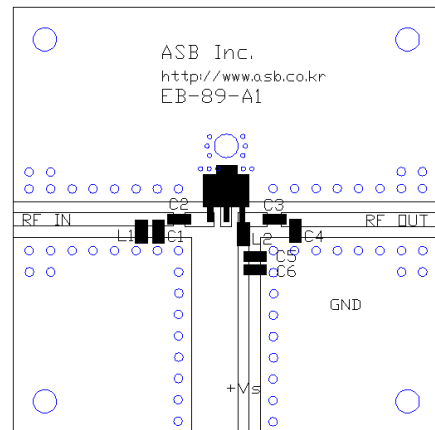 ASB Inc.
http://www.asb.co.kr
EB-89-A1
C2 C3
RF IN RF OUT
L1 C1 L2 C4
C5
C6
GND
+Vs